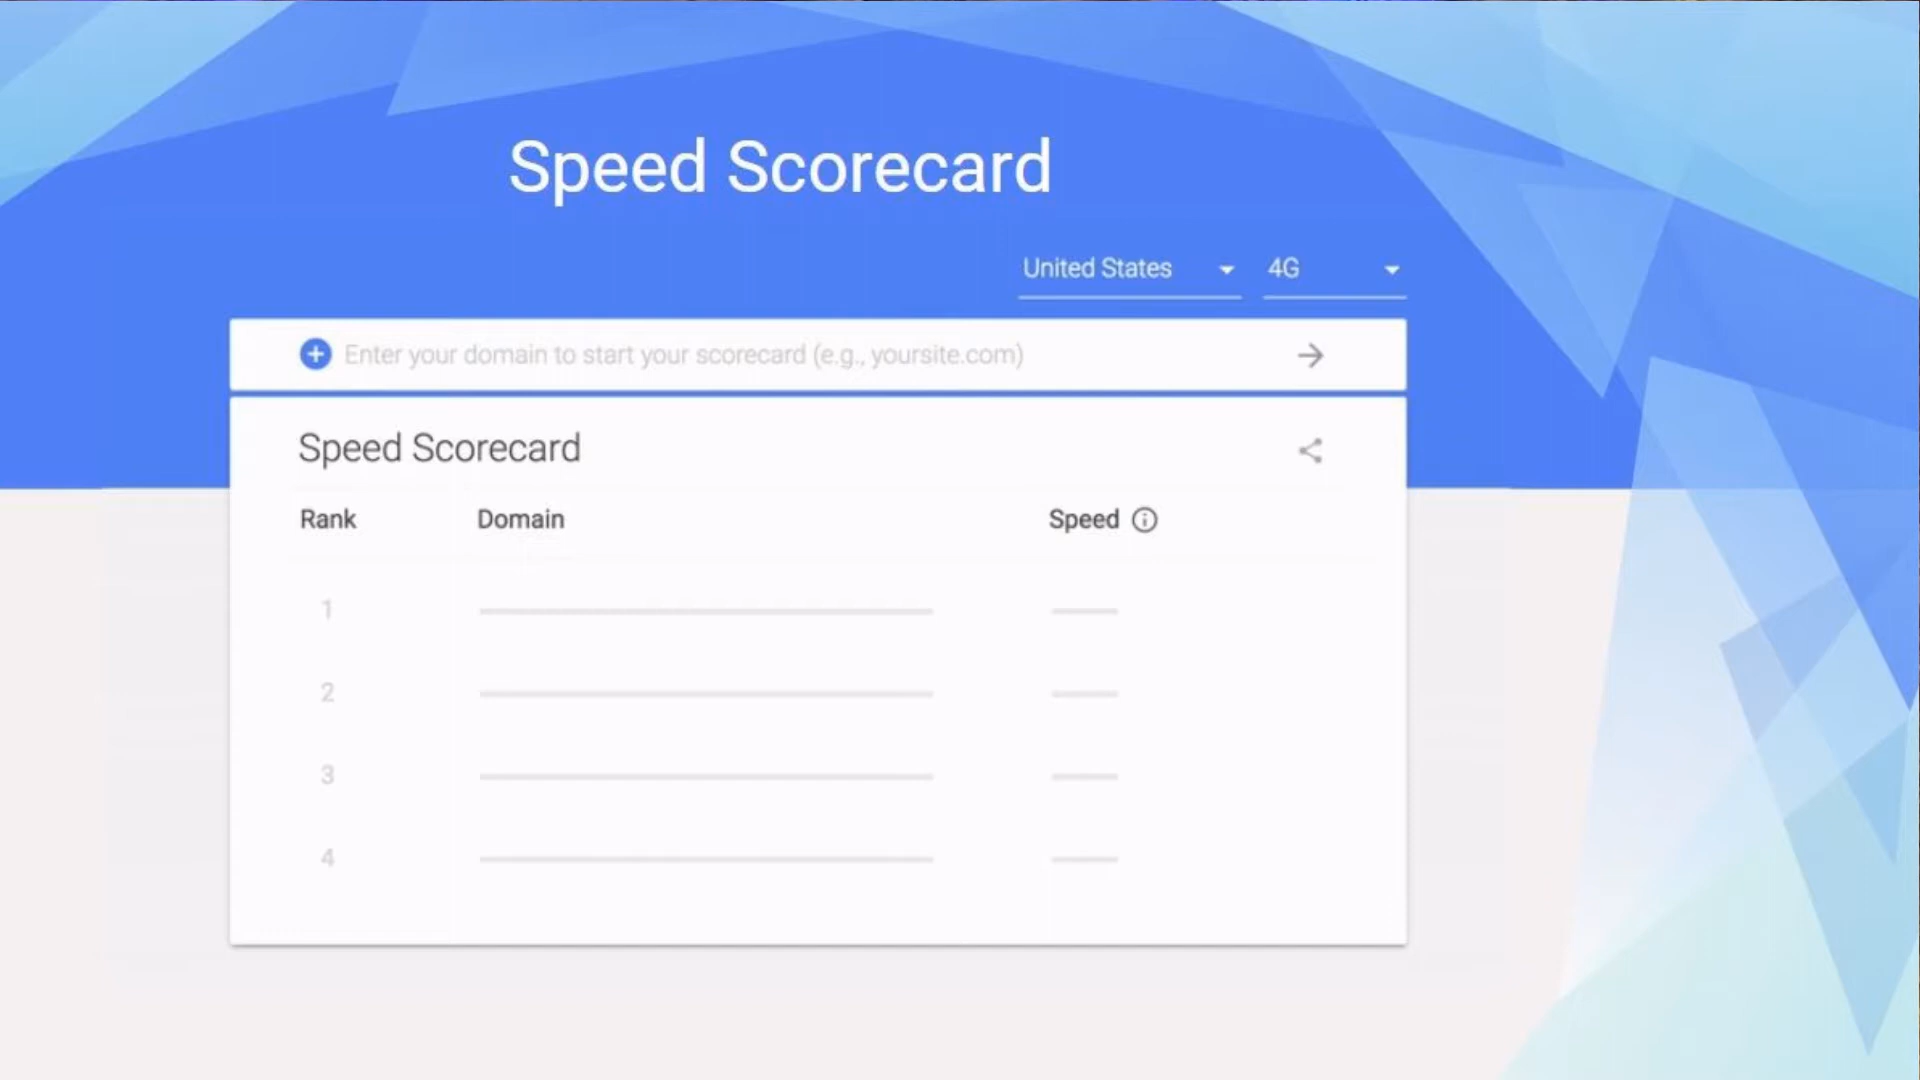 Speed Scorecard
United States 4G
Enter your domain to start your scorecard (e.g., yoursite.com)
Speed Scorecard
Rank Domain Speed
1
2
3
4